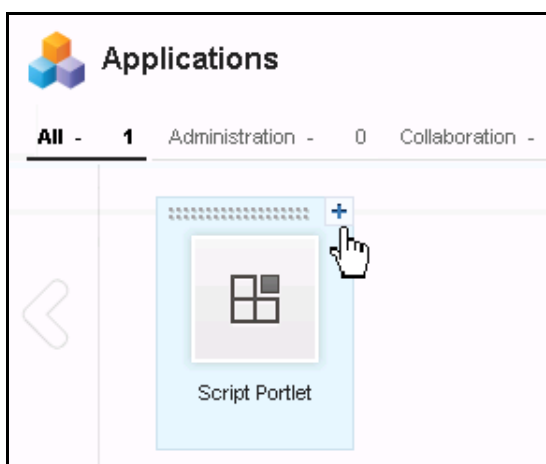 Applications
All - 1 Administration - 0 Collaboration -
Script Portlet